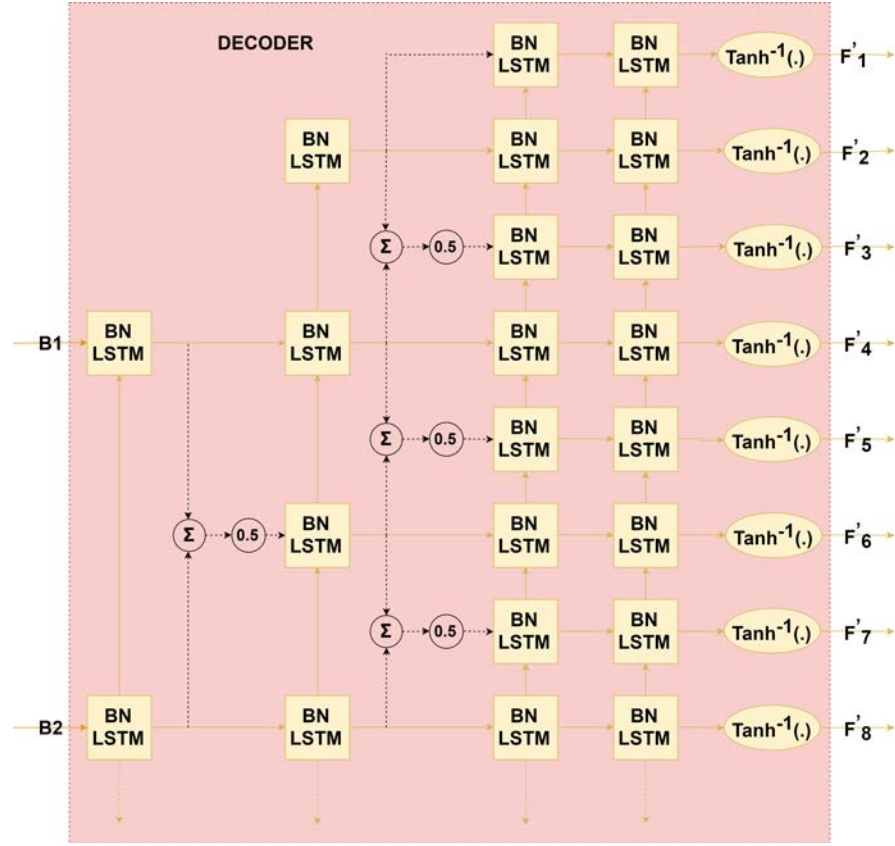 DECODER
BN
LSTM
BN
LSTM
Tanh-1(.)
F'1
BN
LSTM
BN
LSTM
BN
LSTM
Tanh-1(.)
F'2
Σ
0.5
BN
LSTM
BN
LSTM
Tanh-1(.)
F'3
B1
BN
LSTM
BN
LSTM
BN
LSTM
BN
LSTM
Tanh-1(.)
F'4
Σ
0.5
BN
LSTM
BN
LSTM
Tanh-1(.)
F'5
Σ
0.5
BN
LSTM
BN
LSTM
BN
LSTM
Tanh-1(.)
F'6
Σ
0.5
BN
LSTM
BN
LSTM
Tanh-1(.)
F'7
B2
BN
LSTM
BN
LSTM
BN
LSTM
BN
LSTM
Tanh-1(.)
F'8